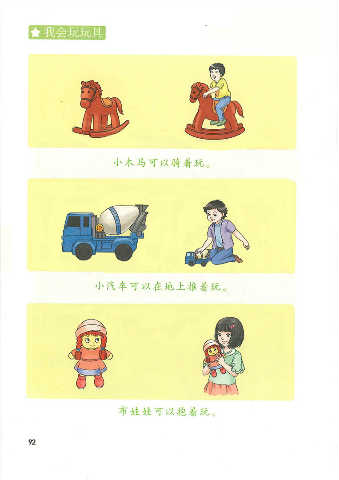 我会玩玩具
小木马可以骑着玩。
小汽车可以在地上推着玩。
布娃娃可以抱着玩。
92